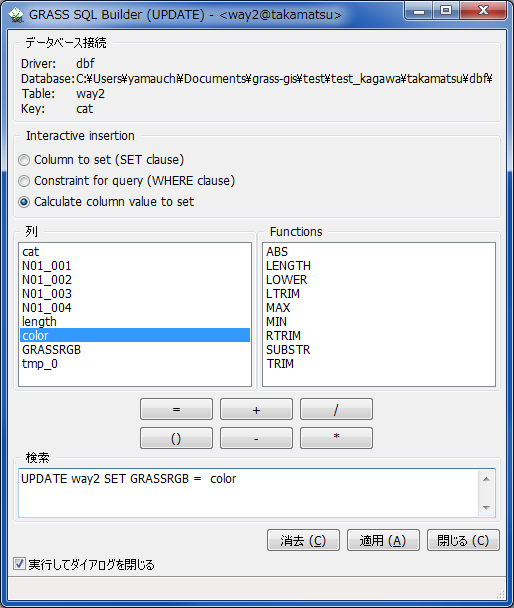 GRASS SQL Builder (UPDATE) - <way2@takamatsu>
データベース接続
Driver: dbf
Database: C:¥Users¥yamauchi¥Documents¥grass-gis¥test¥test_kagawa¥takamatsu¥dbf¥
Table: way2
Key: cat
Interactive insertion
Column to set (SET clause)
Constraint for query (WHERE clause)
Calculate column value to set
列
cat
N01_001
N01_002
N01_003
N01_004
length
color
GRASSRGB
tmp_0
Functions
ABS
LENGTH
LOWER
LTRIM
MAX
MIN
RTRIM
SUBSTR
TRIM
= + /
() - *
検索
UPDATE way2 SET GRASSRGB =  color
消去 (C) 適用 (A) 閉じる (C)
実行してダイアログを閉じる